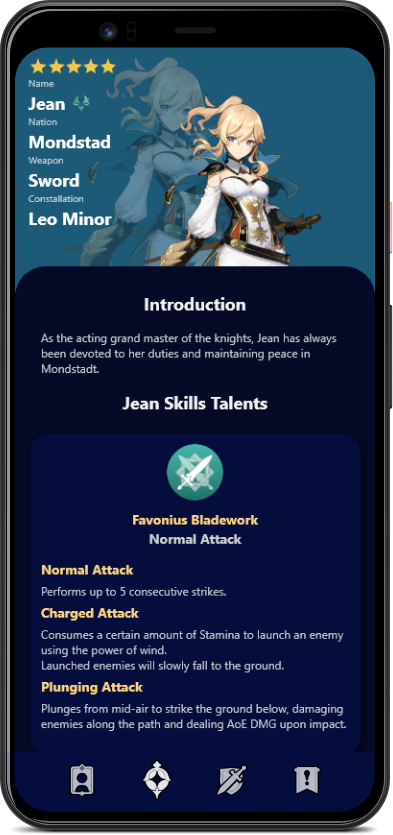 Name
Jean
Nation
Mondstad
Weapon
Sword
Constallation
Leo Minor
Introduction
As the acting grand master of the knights, Jean has always
been devoted to her duties and maintaining peace in
Mondstadt.
Jean Skills Talents
Favonius Bladework
Normal Attack
Normal Attack
Performs up to 5 consecutive strikes.
Charged Attack
Consumes a certain amount of Stamina to launch an enemy
using the power of wind.
Launched enemies will slowly fall to the ground.
Plunging Attack
Plunges from mid-air to strike the ground below, damaging
enemies along the path and dealing AoE DMG upon impact.